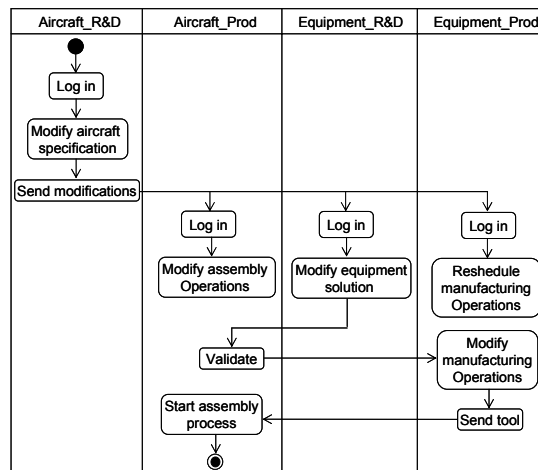 Aircraft_R&D
Aircraft_Prod
Equipment_R&D
Equipment_Prod
Log in
Modify aircraft
specification
Send modifications
Log in
Log in
Log in
Modify assembly
Operations
Modify equipment
solution
Reshedule
manufacturing
Operations
Validate
Modify
manufacturing
Operations
Start assembly
process
Send tool